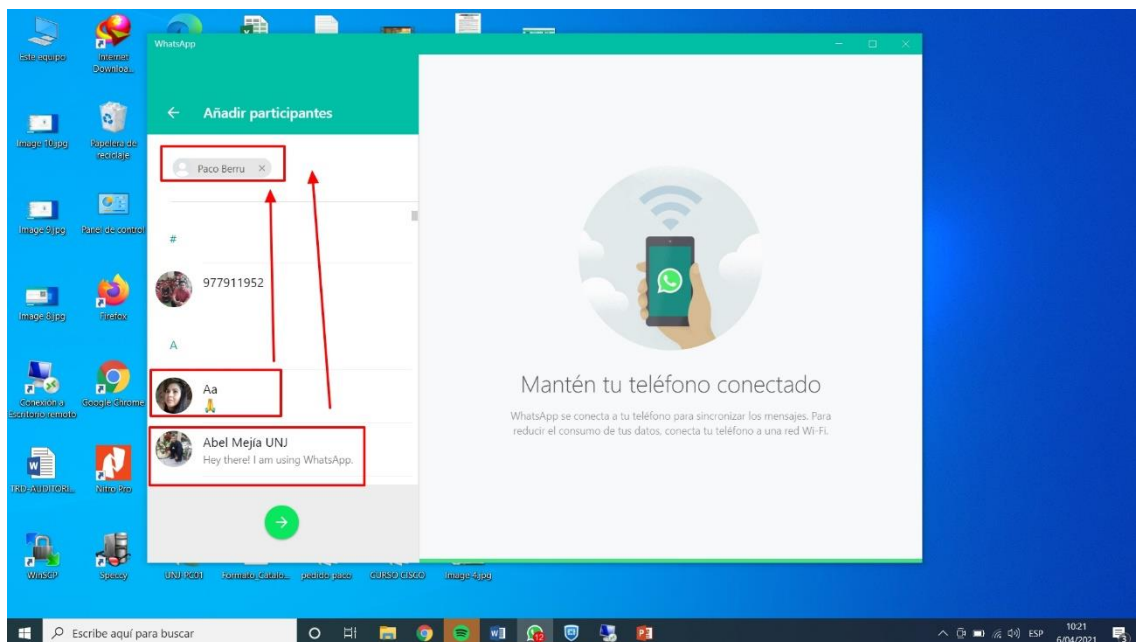 WhatsApp
Añadir participantes
Paco Berru
#
977911952
A
Aa
Abel Mejía UNJ
Hey there! I am using WhatsApp.
Mantén tu teléfono conectado
WhatsApp se conecta a tu teléfono para sincronizar los mensajes. Para
reducir el consumo de tus datos, conecta tu teléfono a una red Wi-Fi.
Este equipo
Internet
Downloa...
Image 10.jpg
Papelera de
reciclaje
Image 9.jpg
Panel de control
Image 8.jpg
Firefox
Conexión a
Escritorio remoto
Google Chrome
TRD-AUDITORI...
Nitro Pro
WinSCP
Speccy
UNJ PC01
Formato_Catalo...
pedido paco
CURSO CISCO
Image 4.jpg
Escribe aquí para buscar
12
ESP
10:21
6/04/2021
3